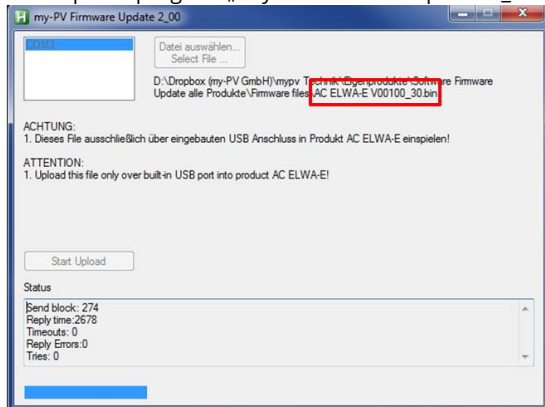 my-PV Firmware Update 2_00
COM3
Datei auswählen...
Select File ...
D:\Dropbox (my-PV GmbH)\mypv Technik\Eigenprodukte\Software Firmware
Update alle Produkte\Firmware files\AC ELWA-E V00100_30.bin
ACHTUNG:
1. Dieses File ausschließlich über eingebauten USB Anschluss in Produkt AC ELWA-E einspielen!
ATTENTION:
1. Upload this file only over built-in USB port into product AC ELWA-E!
Start Upload
Status
Send block: 274
Reply time:2678
Timeouts: 0
Reply Errors:0
Tries: 0